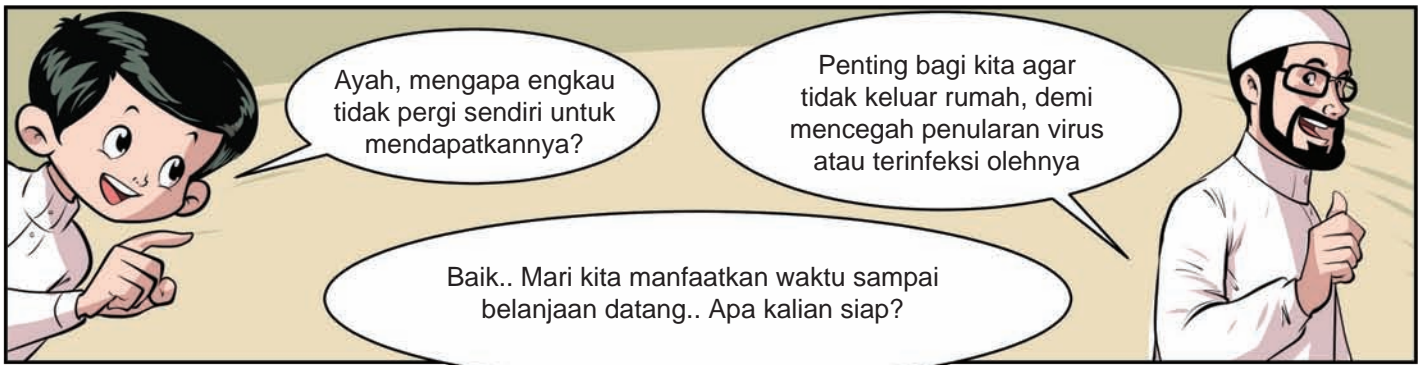 Ayah, mengapa engkau
tidak pergi sendiri untuk
mendapatkannya?
Penting bagi kita agar
tidak keluar rumah, demi
mencegah penularan virus
atau terinfeksi olehnya
Baik.. Mari kita manfaatkan waktu sampai
belanjaan datang.. Apa kalian siap?